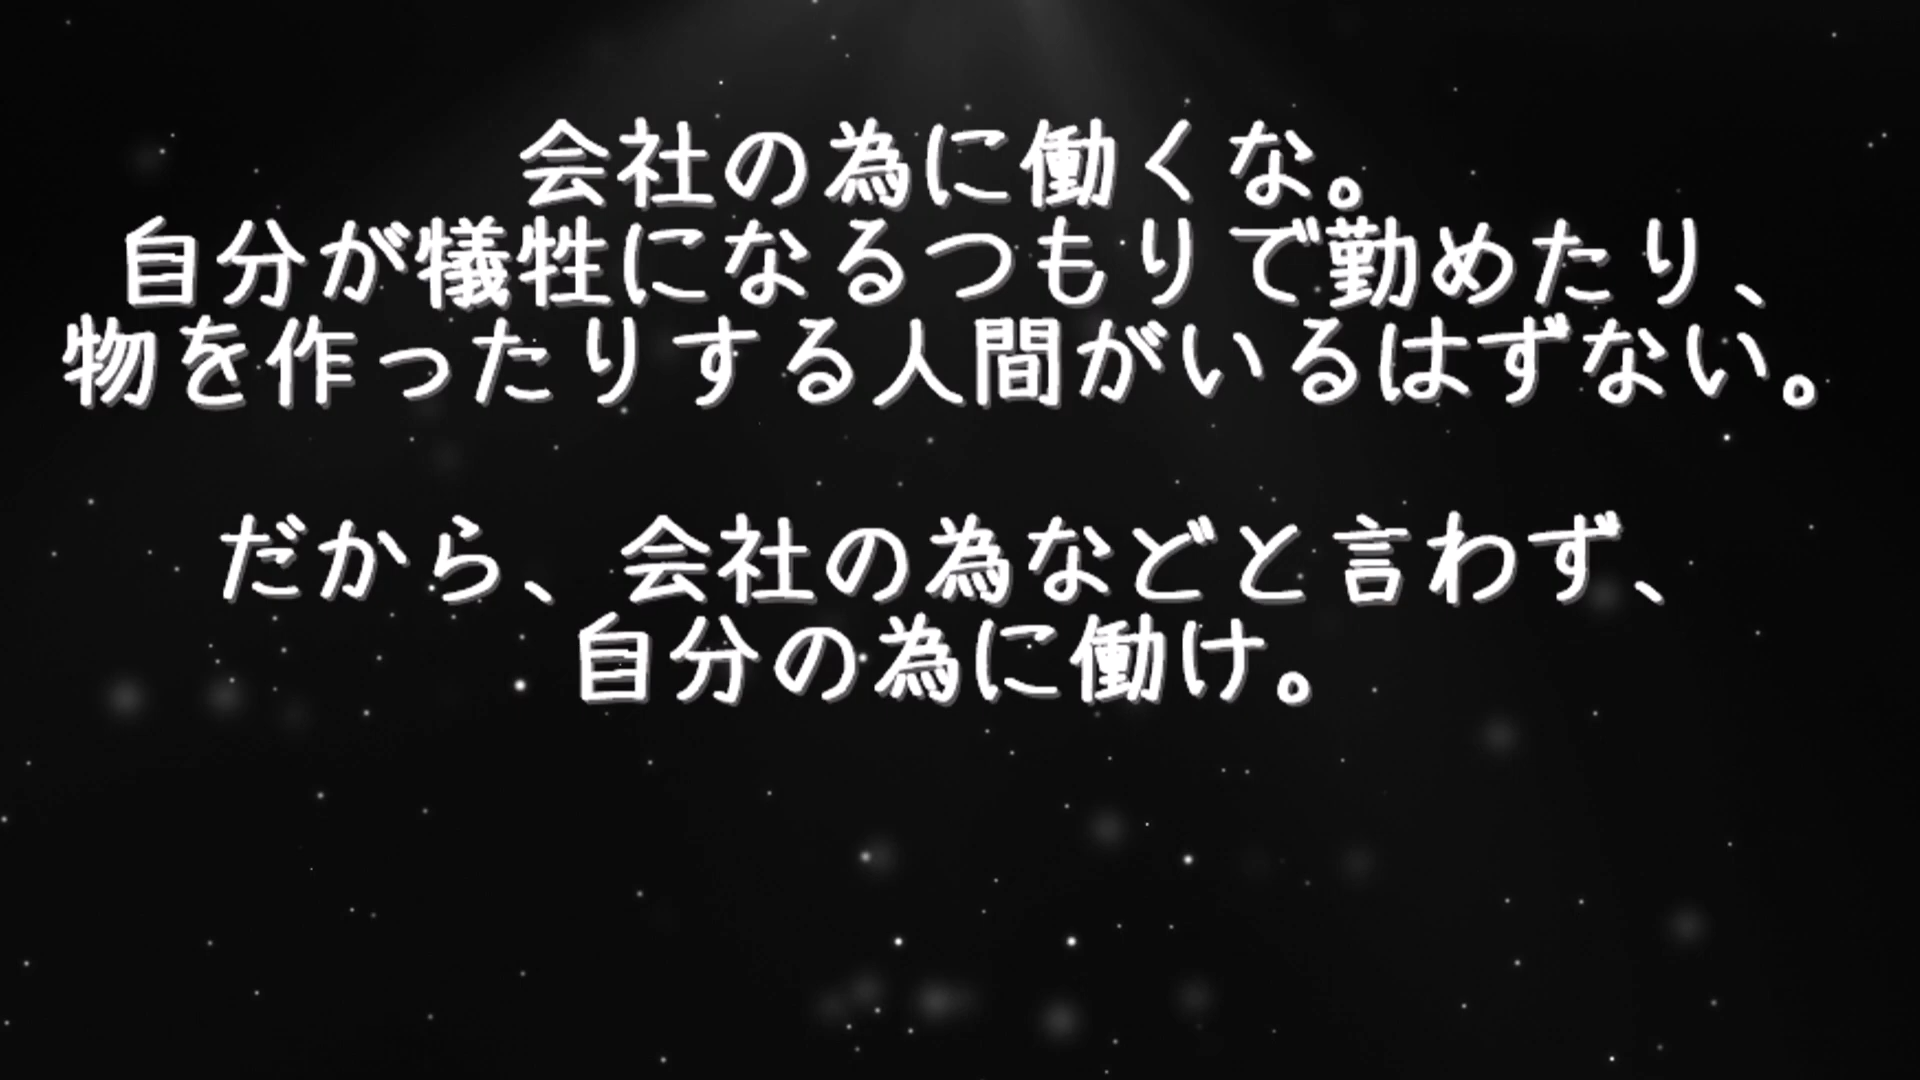 会社の為に働くな。
自分が犠牲になるつもりで勤めたり、
物を作ったりする人間がいるはずない。
だから、会社の為などと言わず、
自分の為に働け。